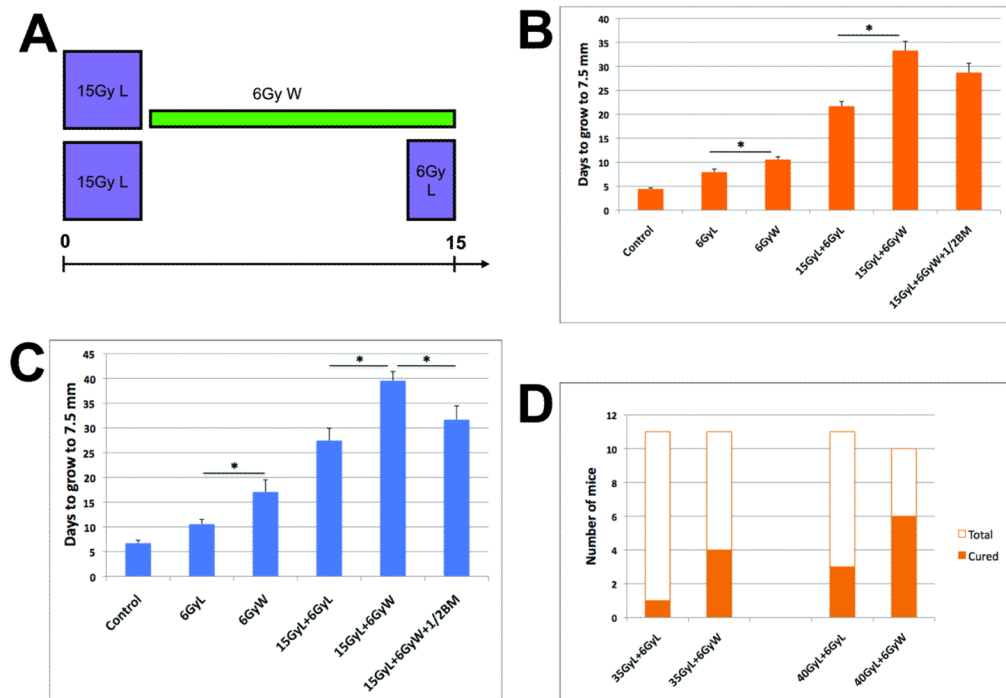 A
15Gy L
6Gy W
15Gy L
6Gy
L
0
15
B
Days to grow to 7.5 mm
40
35
30
25
20
15
10
5
0
*
*
Control
6GyL
6GyW
15GyL+6GyL
15GyL+6GyW
15GyL+6GyW+1/2BM
C
Days to grow to 7.5 mm
45
40
35
30
25
20
15
10
5
0
*
*
*
Control
6GyL
6GyW
15GyL+6GyL
15GyL+6GyW
15GyL+6GyW+1/2BM
D
Number of mice
12
10
8
6
4
2
0
35GyL+6GyL
35GyL+6GyW
40GyL+6GyL
40GyL+6GyW
Total
Cured